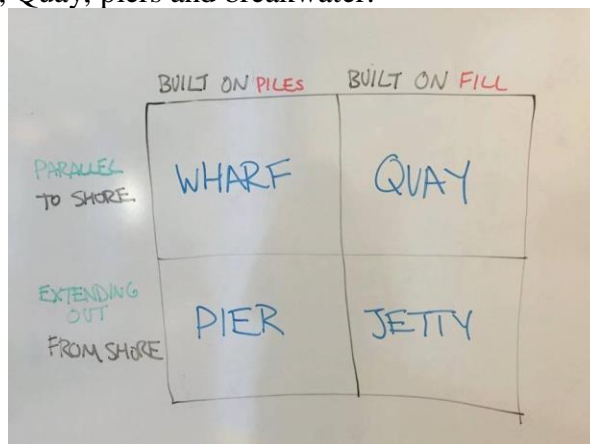 , Quay, piers and breakwater.
BUILT ON PILES BUILT ON FILL
PARALLEL
TO SHORE
WHARF QUAY
EXTENDING
OUT
FROM SHORE
PIER JETTY